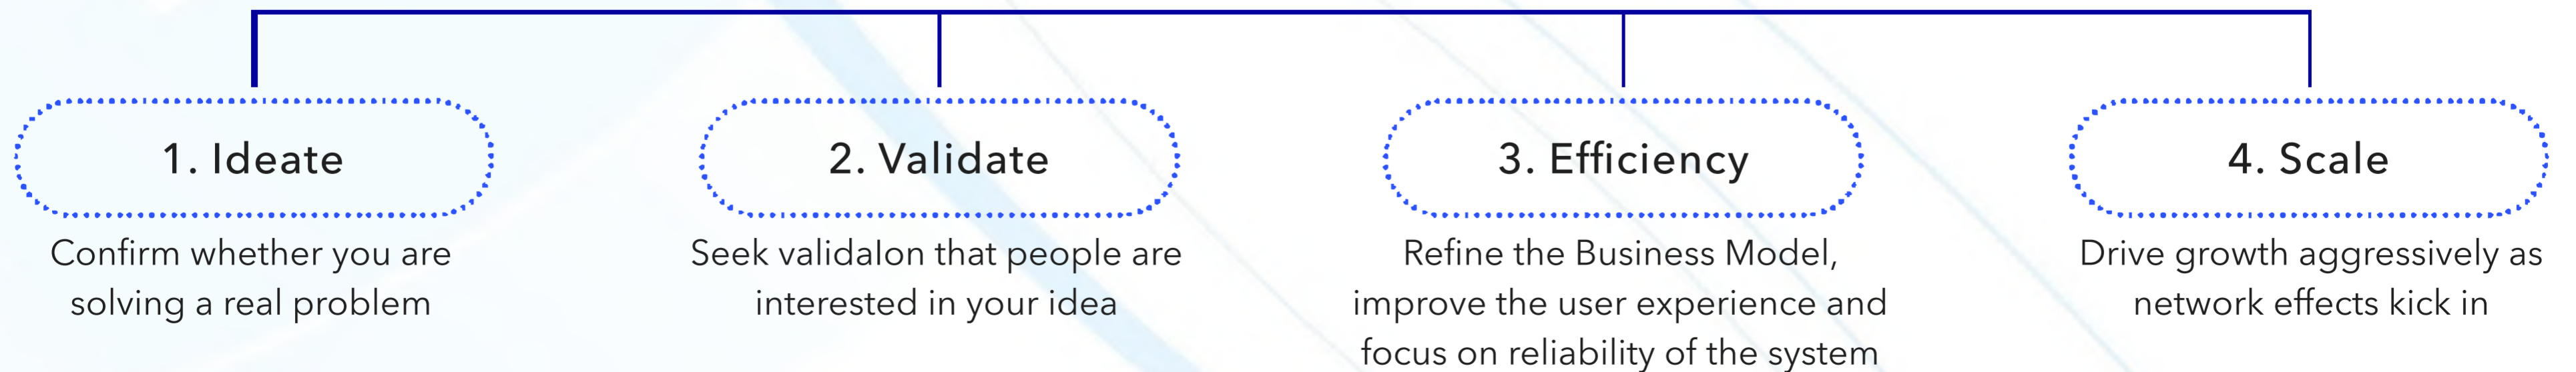 1. Ideate
Confirm whether you are
solving a real problem
2. Validate
Seek validalon that people are
interested in your idea
3. Efficiency
Refine the Business Model,
improve the user experience and
focus on reliability of the system
4. Scale
Drive growth aggressively as
network effects kick in